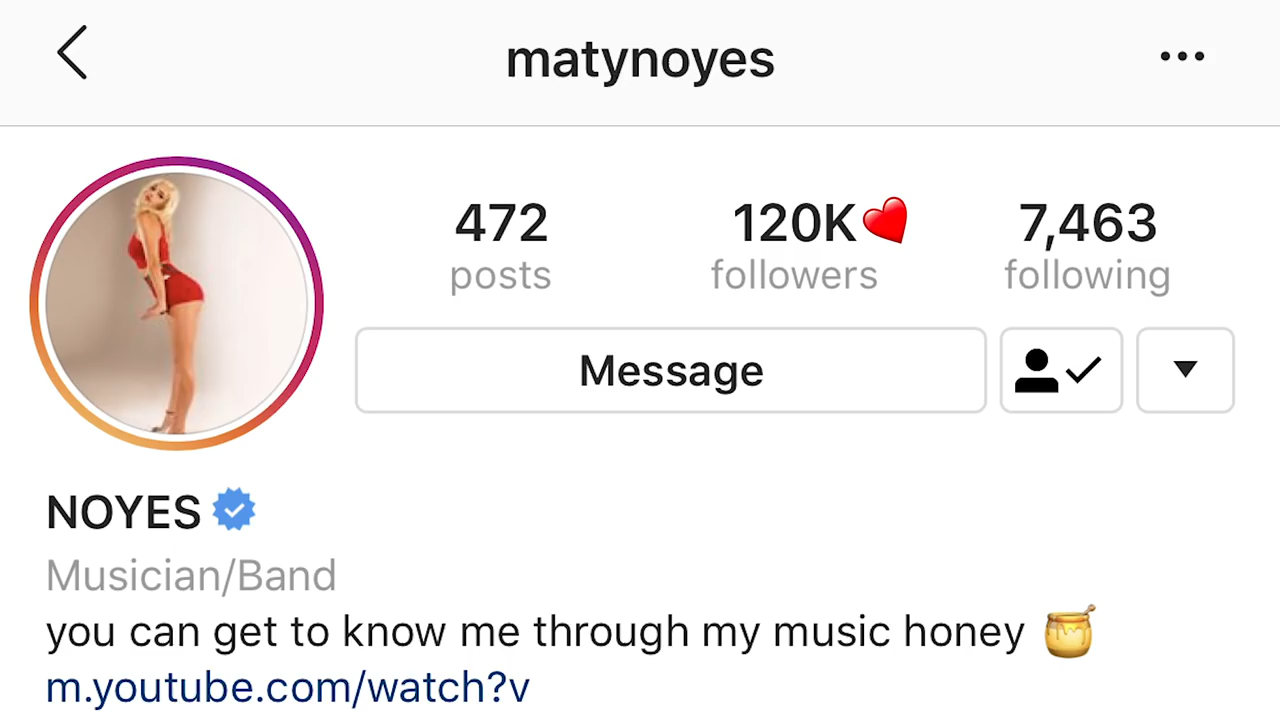 matynoyes
472 120K❤️ 7,463
posts followers following
Message
NOYES
Musician/Band
you can get to know me through my music honey 🍯
m.youtube.com/watch?v